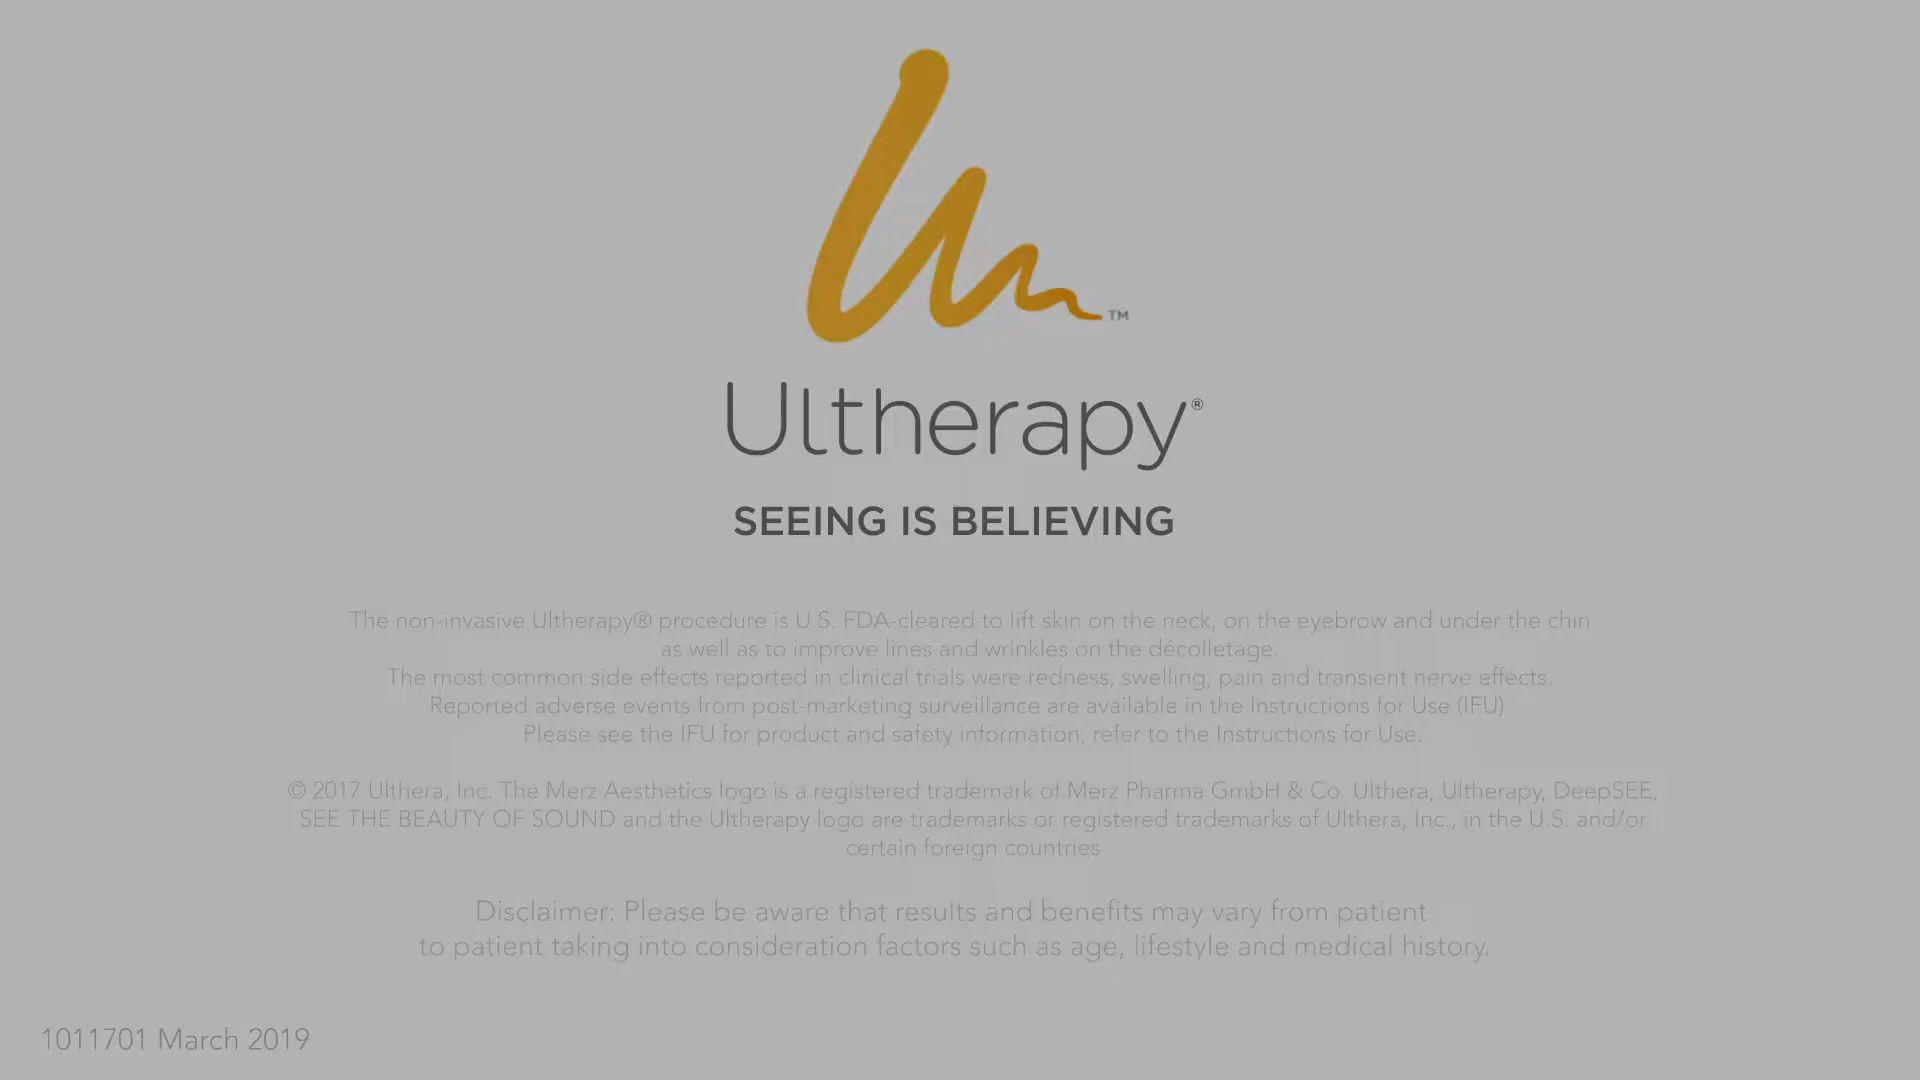 TM
Ultherapy®
SEEING IS BELIEVING
The non-invasive Ultherapy® procedure is U.S. FDA-cleared to lift skin on the neck, on the eyebrow and under the chin
as well as to improve lines and wrinkles on the décolletage.
The most common side effects reported in clinical trials were redness, swelling, pain and transient nerve effects.
Reported adverse events from post-marketing surveillance are available in the Instructions for Use (IFU)
Please see the IFU for product and safety information, refer to the Instructions for Use.
© 2017 Ulthera, Inc. The Merz Aesthetics logo is a registered trademark of Merz Pharma GmbH & Co. Ulthera, Ultherapy, DeepSEE,
SEE THE BEAUTY OF SOUND and the Ultherapy logo are trademarks or registered trademarks of Ulthera, Inc., in the U.S. and/or
certain foreign countries
Disclaimer: Please be aware that results and benefits may vary from patient
to patient taking into consideration factors such as age, lifestyle and medical history.
1011701 March 2019